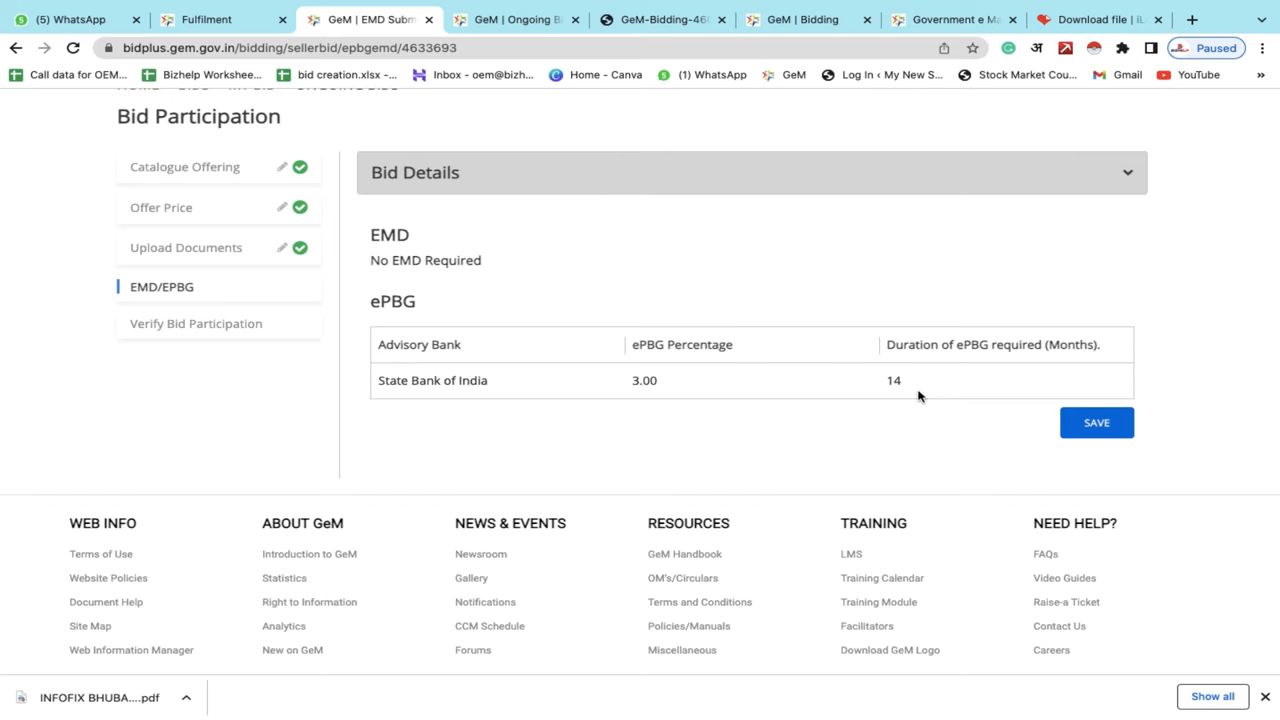 (5) WhatsApp
Fulfilment
GeM | EMD Subm
GeM | Ongoing Bi
GeM-Bidding-46
GeM | Bidding
Government e Ma
Download file | iL
bidplus.gem.gov.in/bidding/sellerbid/epbgemd/4633693
अ
Paused
Call data for OEM...
Bizhelp Workshee...
bid creation.xlsx -...
Inbox - oem@bizh...
Home - Canva
(1) WhatsApp
GeM
Log In ‹ My New S...
Stock Market Cou...
Gmail
YouTube
»
Bid Participation
Catalogue Offering
Offer Price
Upload Documents
EMD/EPBG
Verify Bid Participation
Bid Details
EMD
No EMD Required
ePBG
Advisory Bank ePBG Percentage Duration of ePBG required (Months).
State Bank of India 3.00 14
SAVE
WEB INFO
Terms of Use
Website Policies
Document Help
Site Map
Web Information Manager
ABOUT GeM
Introduction to GeM
Statistics
Right to Information
Analytics
New on GeM
NEWS & EVENTS
Newsroom
Gallery
Notifications
CCM Schedule
Forums
RESOURCES
GeM Handbook
OM's/Circulars
Terms and Conditions
Policies/Manuals
Miscellaneous
TRAINING
LMS
Training Calendar
Training Module
Facilitators
Download GeM Logo
NEED HELP?
FAQs
Video Guides
Raise-a Ticket
Contact Us
Careers
INFOFIX BHUBA....pdf
Show all